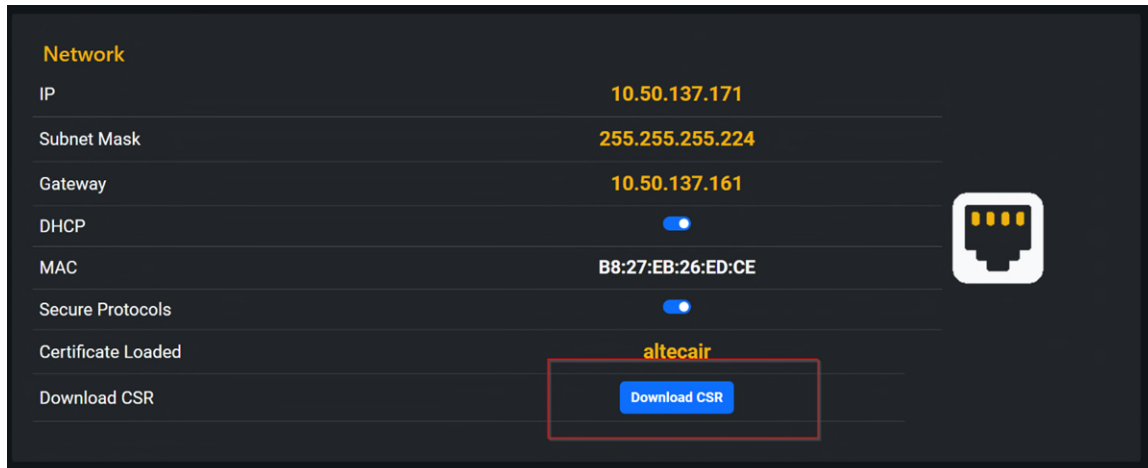 Network
IP 10.50.137.171
Subnet Mask 255.255.255.224
Gateway 10.50.137.161
DHCP
MAC B8:27:EB:26:ED:CE
Secure Protocols
Certificate Loaded altecair
Download CSR Download CSR